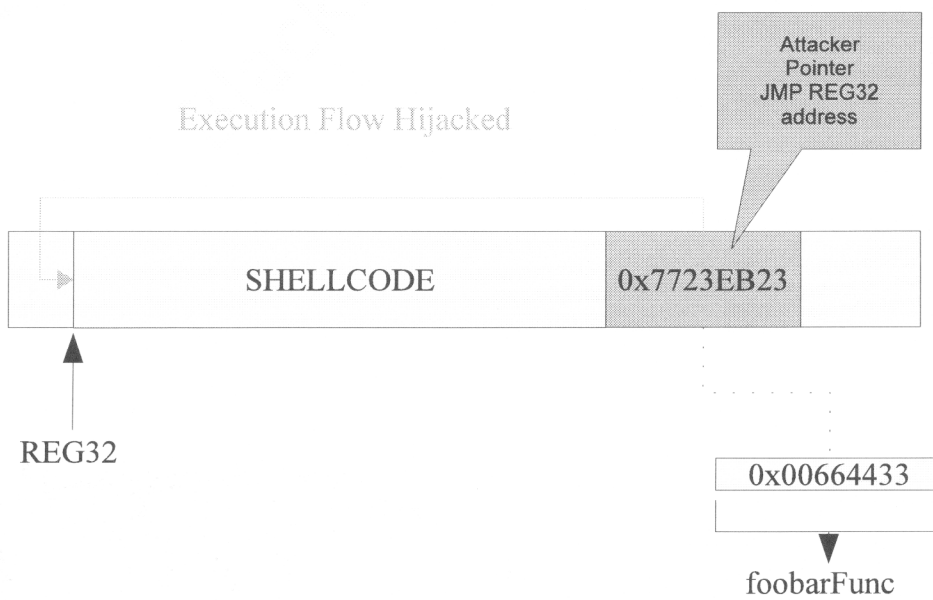 Attacker
Pointer
JMP REG32
address
Execution Flow Hijacked
SHELLCODE
0x7723EB23
REG32
0x00664433
foobarFunc